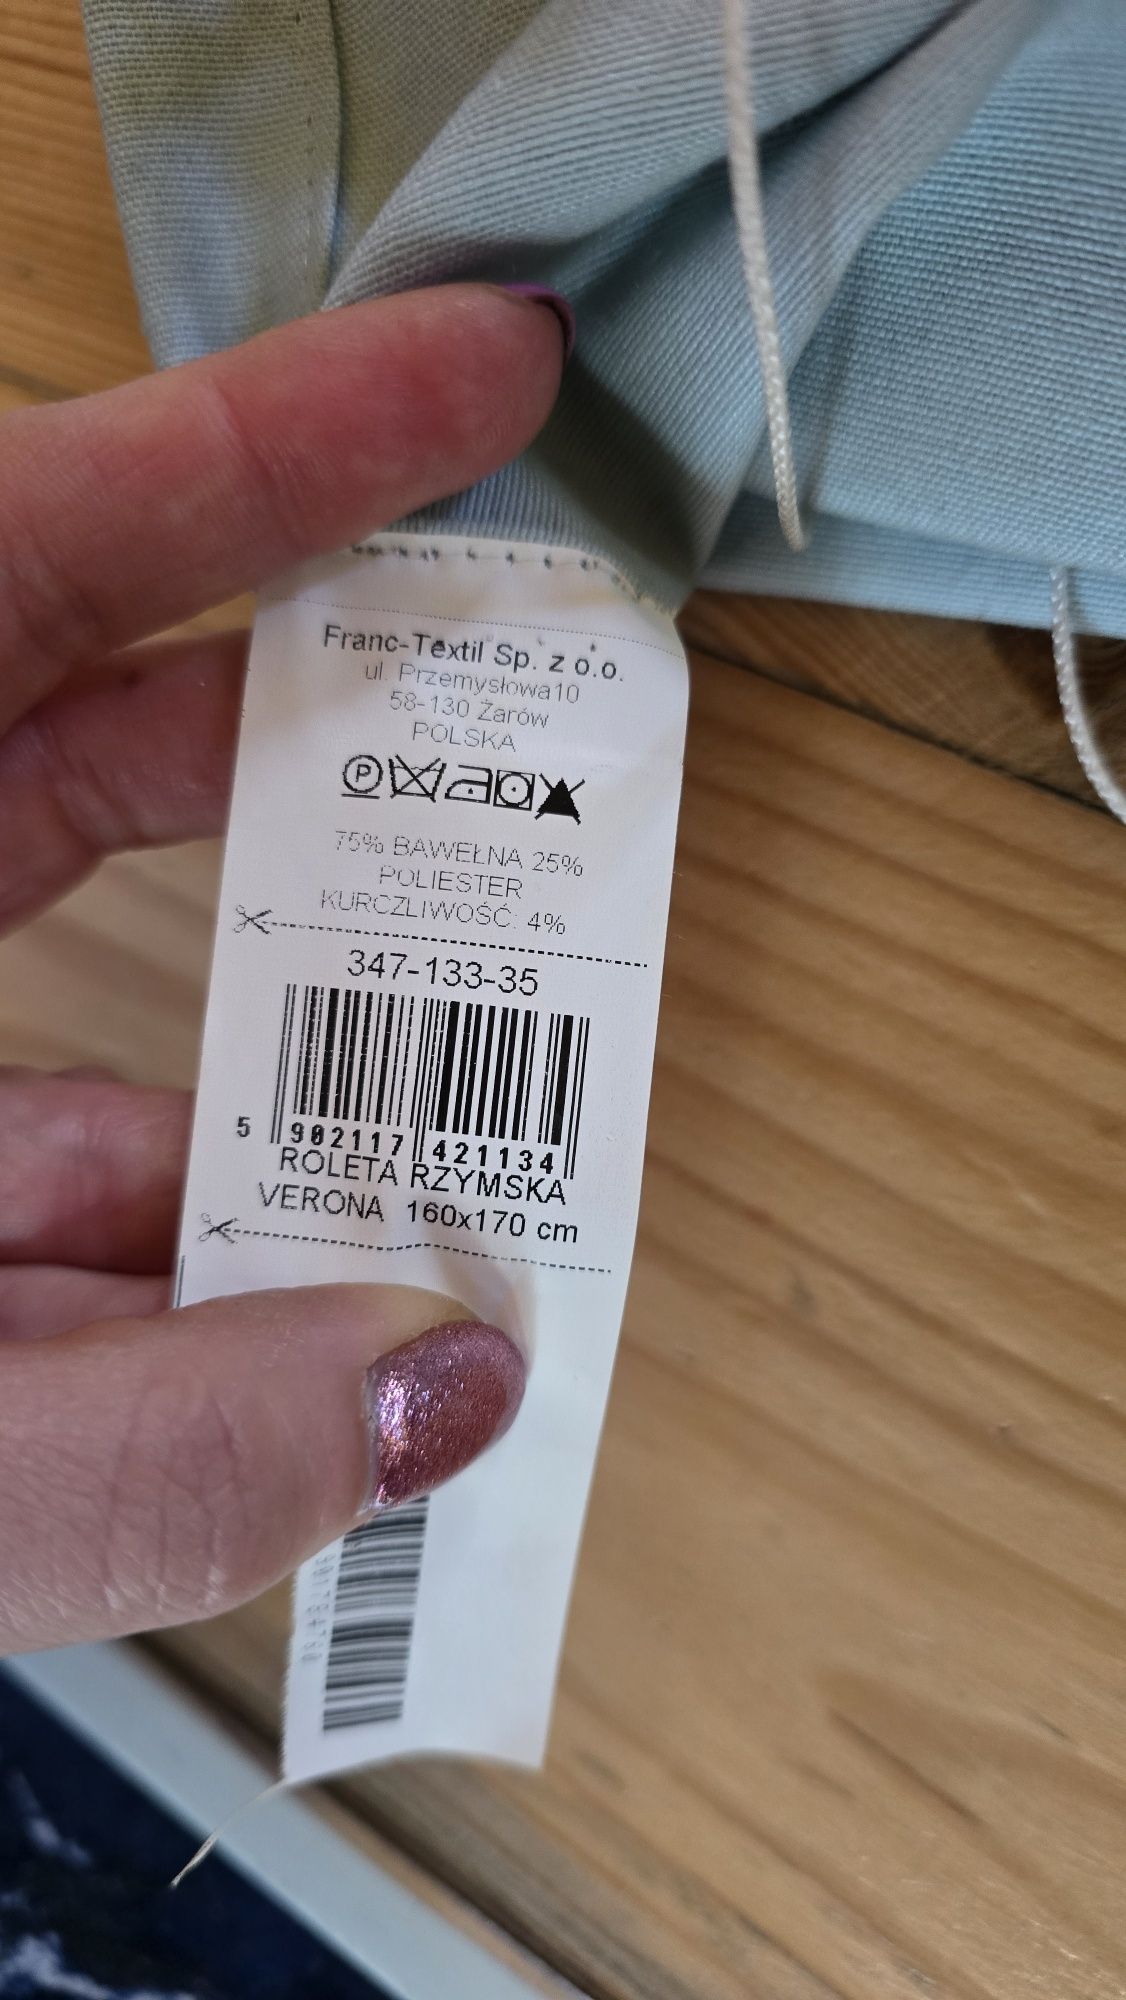 Franc-Textil Sp. z o.o.
ul. Przemysłowa10
58-130 Żarów
POLSKA
P
75% BAWEŁNA 25%
POLIESTER
KURCZLIWOŚĆ: 4%
347-133-35
5 902117 421134
ROLETA RZYMSKA
VERONA 160x170 cm